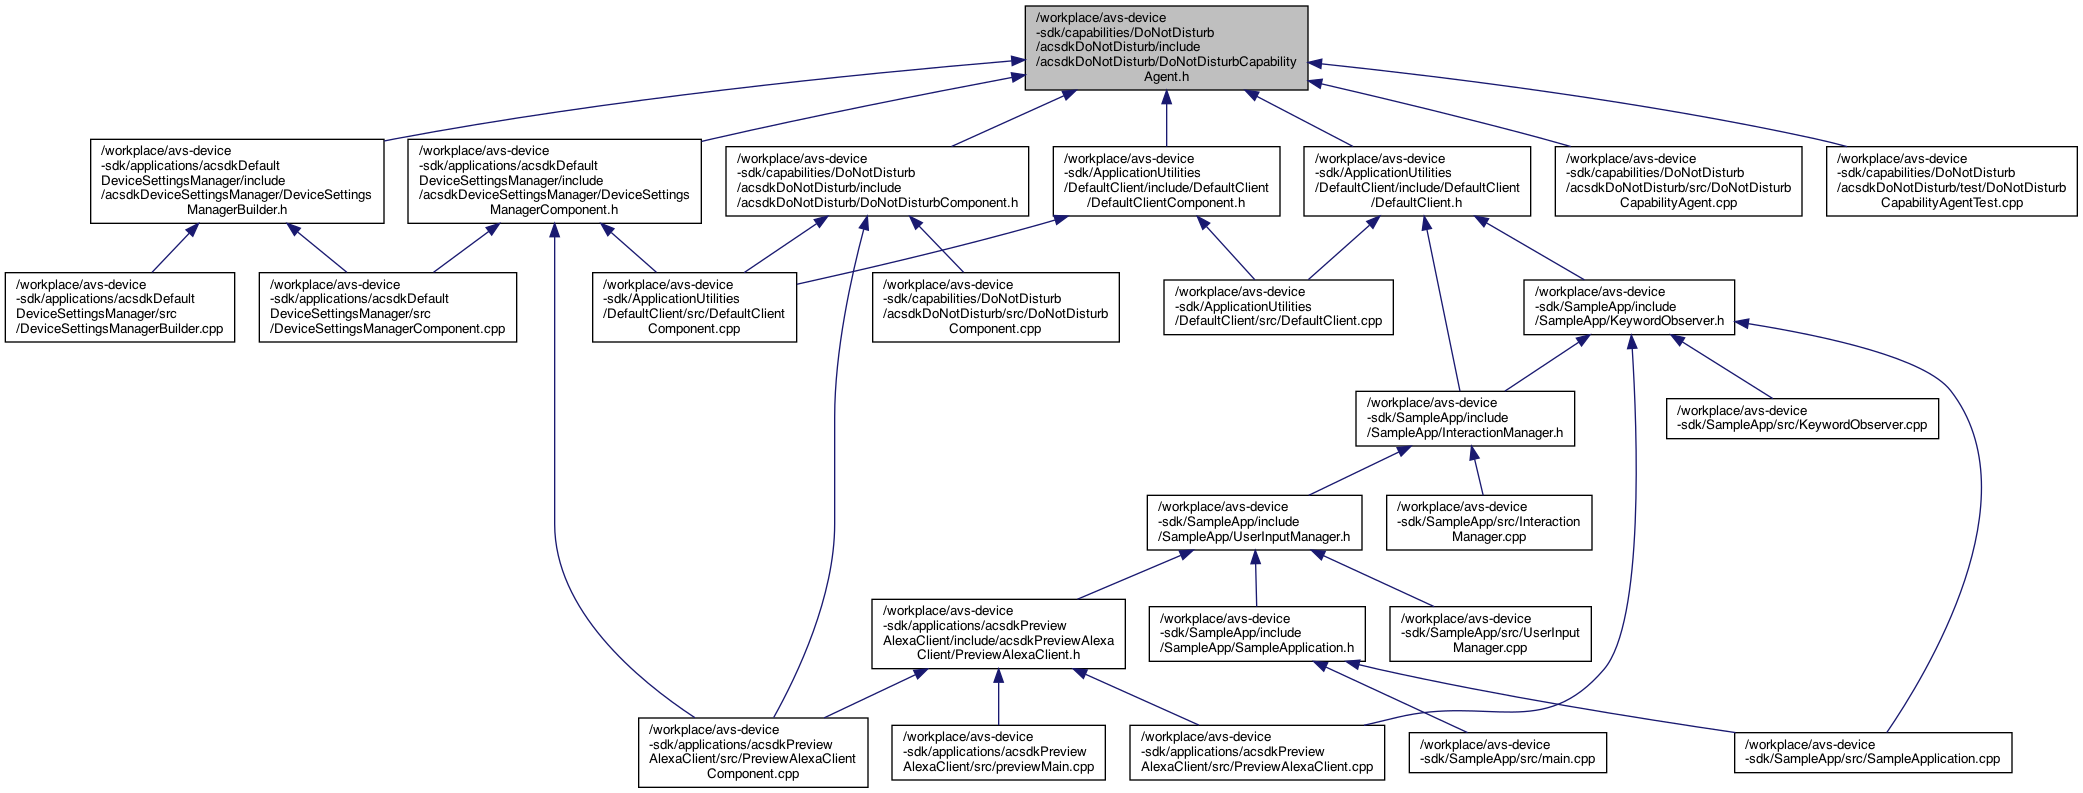 /workplace/avs-device
-sdk/capabilities/DoNotDisturb
/acsdkDoNotDisturb/include
/acsdkDoNotDisturb/DoNotDisturbCapability
Agent.h
/workplace/avs-device
-sdk/applications/acsdkDefault
DeviceSettingsManager/include
/acsdkDeviceSettingsManager/DeviceSettings
ManagerBuilder.h
/workplace/avs-device
-sdk/applications/acsdkDefault
DeviceSettingsManager/include
/acsdkDeviceSettingsManager/DeviceSettings
ManagerComponent.h
/workplace/avs-device
-sdk/capabilities/DoNotDisturb
/acsdkDoNotDisturb/include
/acsdkDoNotDisturb/DoNotDisturbComponent.h
/workplace/avs-device
-sdk/ApplicationUtilities
/DefaultClient/include/DefaultClient
/DefaultClientComponent.h
/workplace/avs-device
-sdk/ApplicationUtilities
/DefaultClient/include/DefaultClient
/DefaultClient.h
/workplace/avs-device
-sdk/capabilities/DoNotDisturb
/acsdkDoNotDisturb/src/DoNotDisturb
CapabilityAgent.cpp
/workplace/avs-device
-sdk/capabilities/DoNotDisturb
/acsdkDoNotDisturb/test/DoNotDisturb
CapabilityAgentTest.cpp
/workplace/avs-device
-sdk/applications/acsdkDefault
DeviceSettingsManager/src
/DeviceSettingsManagerBuilder.cpp
/workplace/avs-device
-sdk/applications/acsdkDefault
DeviceSettingsManager/src
/DeviceSettingsManagerComponent.cpp
/workplace/avs-device
-sdk/ApplicationUtilities
/DefaultClient/src/DefaultClient
Component.cpp
/workplace/avs-device
-sdk/capabilities/DoNotDisturb
/acsdkDoNotDisturb/src/DoNotDisturb
Component.cpp
/workplace/avs-device
-sdk/ApplicationUtilities
/DefaultClient/src/DefaultClient.cpp
/workplace/avs-device
-sdk/SampleApp/include
/SampleApp/KeywordObserver.h
/workplace/avs-device
-sdk/SampleApp/include
/SampleApp/InteractionManager.h
/workplace/avs-device
-sdk/SampleApp/src/KeywordObserver.cpp
/workplace/avs-device
-sdk/SampleApp/include
/SampleApp/UserInputManager.h
/workplace/avs-device
-sdk/SampleApp/src/Interaction
Manager.cpp
/workplace/avs-device
-sdk/applications/acsdkPreview
AlexaClient/include/acsdkPreviewAlexa
Client/PreviewAlexaClient.h
/workplace/avs-device
-sdk/SampleApp/include
/SampleApp/SampleApplication.h
/workplace/avs-device
-sdk/SampleApp/src/UserInput
Manager.cpp
/workplace/avs-device
-sdk/applications/acsdkPreview
AlexaClient/src/PreviewAlexaClient
Component.cpp
/workplace/avs-device
-sdk/applications/acsdkPreview
AlexaClient/src/previewMain.cpp
/workplace/avs-device
-sdk/applications/acsdkPreview
AlexaClient/src/PreviewAlexaClient.cpp
/workplace/avs-device
-sdk/SampleApp/src/main.cpp
/workplace/avs-device
-sdk/SampleApp/src/SampleApplication.cpp